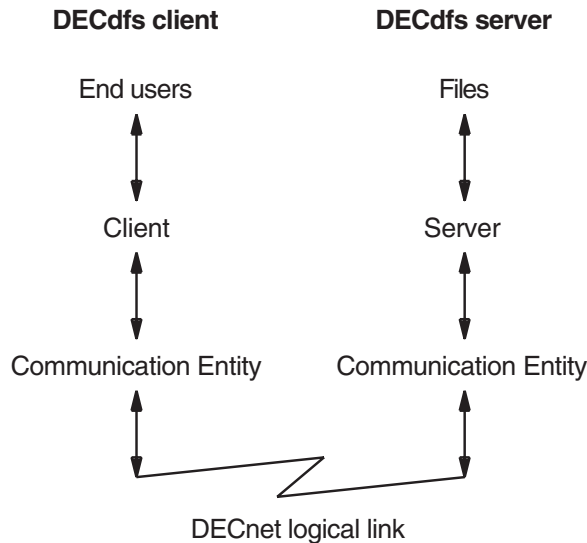 DECdfs client
DECdfs server
End users
Files
Client
Server
Communication Entity
Communication Entity
DECnet logical link